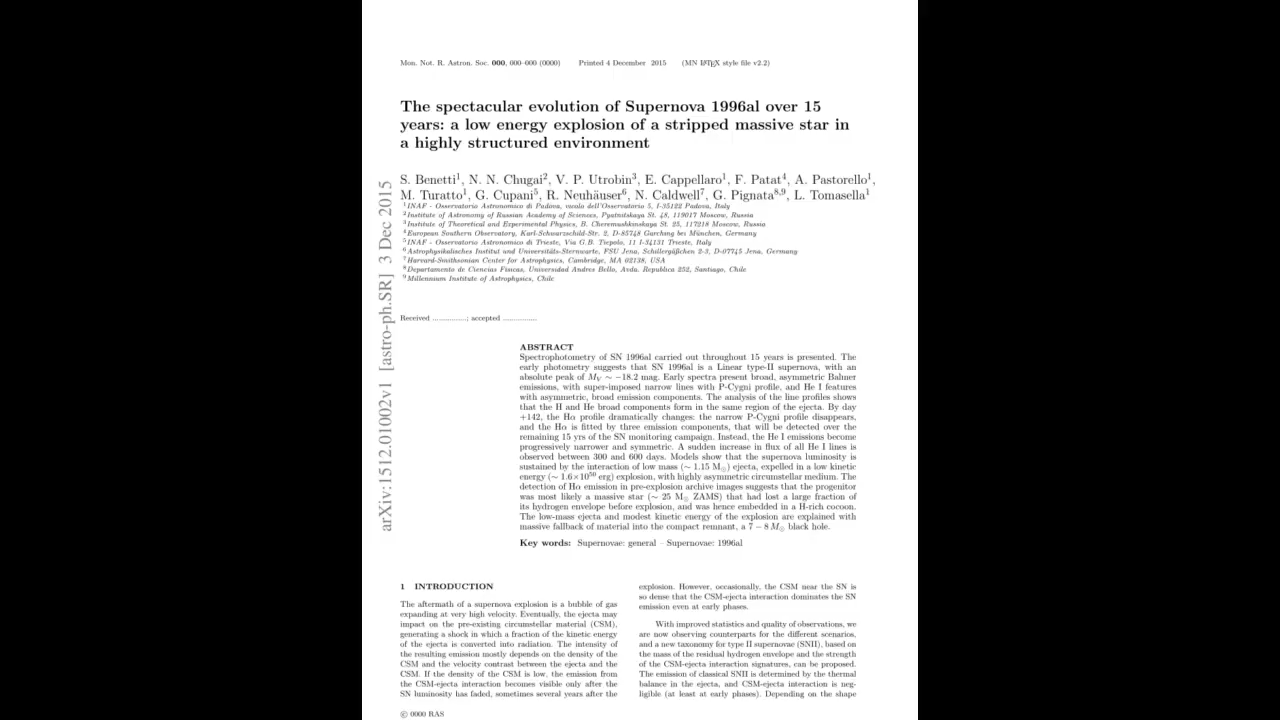 Mon. Not. R. Astron. Soc. 000, 000–000 (0000) Printed 4 December 2015 (MN LATEX style file v2.2)
The spectacular evolution of Supernova 1996al over 15
years: a low energy explosion of a stripped massive star in
a highly structured environment
S. Benetti¹, N. N. Chugai², V. P. Utrobin³, E. Cappellaro¹, F. Patat⁴, A. Pastorello¹,
M. Turatto¹, G. Cupani⁵, R. Neuhäuser⁶, N. Caldwell⁷, G. Pignata⁸,⁹, L. Tomasella¹
¹INAF - Osservatorio Astronomico di Padova, vicolo dell'Osservatorio 5, I-35122 Padova, Italy
²Institute of Astronomy of Russian Academy of Sciences, Pyatnitskaya St. 48, 119017 Moscow, Russia
³Institute of Theoretical and Experimental Physics, B. Cheremushkinskaya St. 25, 117218 Moscow, Russia
⁴European Southern Observatory, Karl-Schwarzschild-Str. 2, D-85748 Garching bei München, Germany
⁵INAF - Osservatorio Astronomico di Trieste, Via G.B. Tiepolo, 11 I-34131 Trieste, Italy
⁶Astrophysikalisches Institut und Universitäts-Sternwarte, FSU Jena, Schillergäßchen 2-3, D-07745 Jena, Germany
⁷Harvard-Smithsonian Center for Astrophysics, Cambridge, MA 02138, USA
⁸Departamento de Ciencias Fisicas, Universidad Andres Bello, Avda. Republica 252, Santiago, Chile
⁹Millennium Institute of Astrophysics, Chile
arXiv:1512.01002v1 [astro-ph.SR] 3 Dec 2015
Received ................; accepted ................
ABSTRACT
Spectrophotometry of SN 1996al carried out throughout 15 years is presented. The
early photometry suggests that SN 1996al is a Linear type-II supernova, with an
absolute peak of M_V ∼ −18.2 mag. Early spectra present broad, asymmetric Balmer
emissions, with super-imposed narrow lines with P-Cygni profile, and He I features
with asymmetric, broad emission components. The analysis of the line profiles shows
that the H and He broad components form in the same region of the ejecta. By day
+142, the Hα profile dramatically changes: the narrow P-Cygni profile disappears,
and the Hα is fitted by three emission components, that will be detected over the
remaining 15 yrs of the SN monitoring campaign. Instead, the He I emissions become
progressively narrower and symmetric. A sudden increase in flux of all He I lines is
observed between 300 and 600 days. Models show that the supernova luminosity is
sustained by the interaction of low mass (∼ 1.15 M⊙) ejecta, expelled in a low kinetic
energy (∼ 1.6×10⁵⁰ erg) explosion, with highly asymmetric circumstellar medium. The
detection of Hα emission in pre-explosion archive images suggests that the progenitor
was most likely a massive star (∼ 25 M⊙ ZAMS) that had lost a large fraction of
its hydrogen envelope before explosion, and was hence embedded in a H-rich cocoon.
The low-mass ejecta and modest kinetic energy of the explosion are explained with
massive fallback of material into the compact remnant, a 7 − 8 M⊙ black hole.
Key words: Supernovae: general – Supernovae: 1996al
1 INTRODUCTION
The aftermath of a supernova explosion is a bubble of gas
expanding at very high velocity. Eventually, the ejecta may
impact on the pre-existing circumstellar material (CSM),
generating a shock in which a fraction of the kinetic energy
of the ejecta is converted into radiation. The intensity of
the resulting emission mostly depends on the density of the
CSM and the velocity contrast between the ejecta and the
CSM. If the density of the CSM is low, the emission from
the CSM-ejecta interaction becomes visible only after the
SN luminosity has faded, sometimes several years after the
explosion. However, occasionally, the CSM near the SN is
so dense that the CSM-ejecta interaction dominates the SN
emission even at early phases.
With improved statistics and quality of observations, we
are now observing counterparts for the different scenarios,
and a new taxonomy for type II supernovae (SNII), based on
the mass of the residual hydrogen envelope and the strength
of the CSM-ejecta interaction signatures, can be proposed.
The emission of classical SNII is determined by the thermal
balance in the ejecta, and CSM-ejecta interaction is neg-
ligible (at least at early phases). Depending on the shape
© 0000 RAS